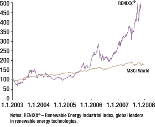 500
450
400
350
300
250
200
150
100
50
0
RENIXX®
MSCI World
1.1.2003 1.1.2004 1.1.2005 1.1.2006 1.1.2007 1.1.2008
Notes: RENIXX® – Renewable Energy Industrial Index, global leaders
in renewable energy technologies.